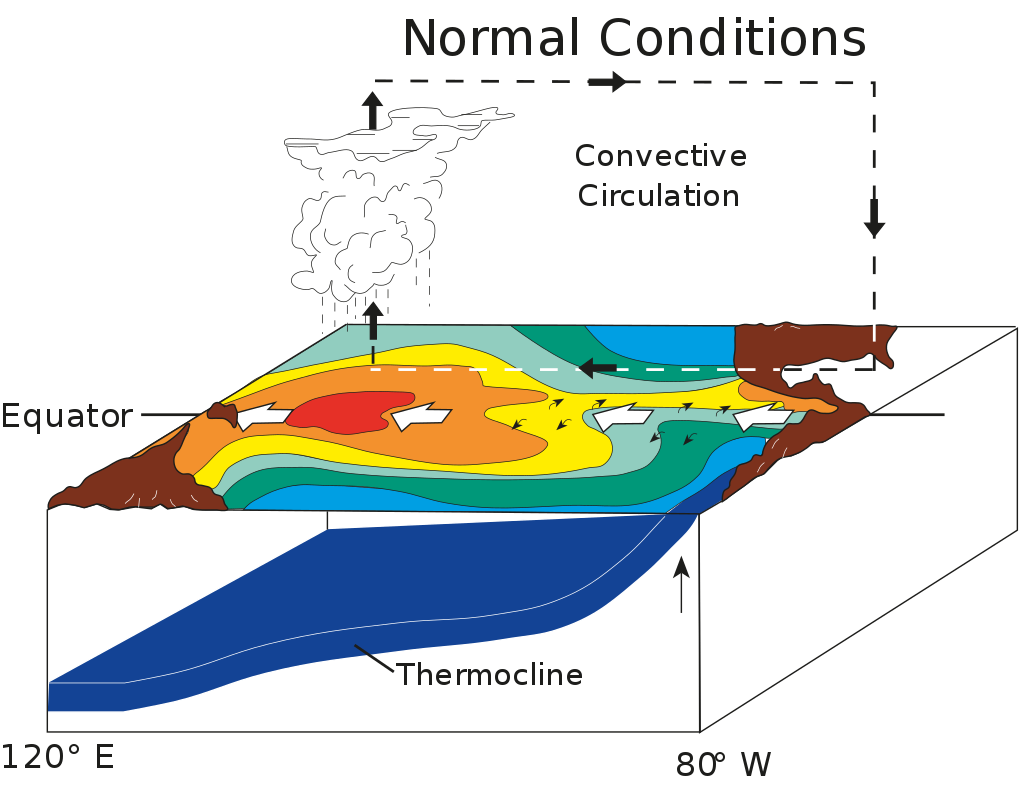 Normal Conditions
Convective
Circulation
Equator
Thermocline
120° E
80° W